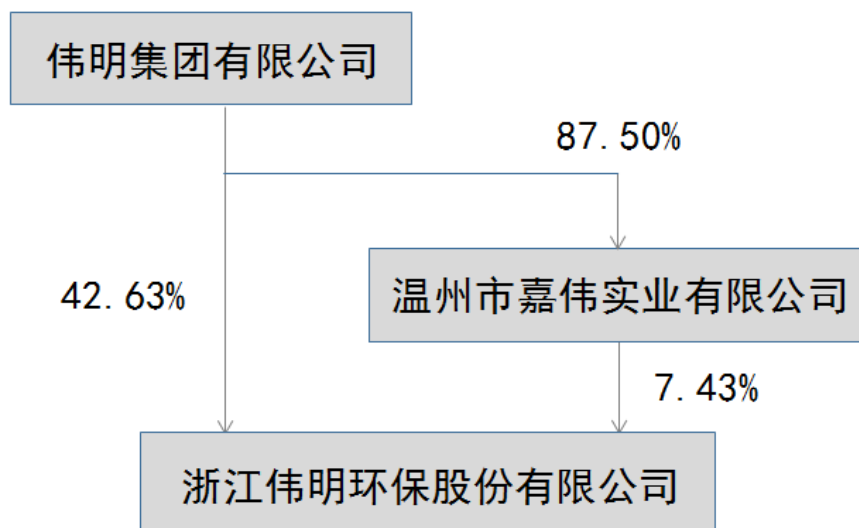 伟明集团有限公司
87.50%
42.63%
温州市嘉伟实业有限公司
7.43%
浙江伟明环保股份有限公司